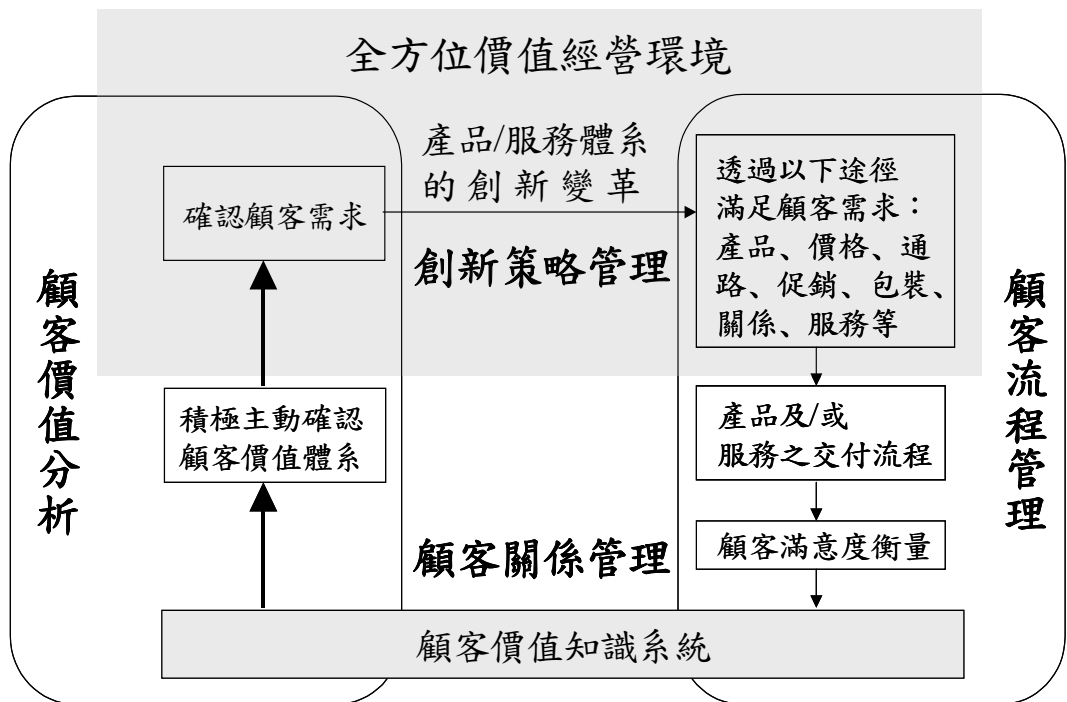 全方位價值經營環境
產品/服務體系
的創新變革
確認顧客需求
透過以下途徑
滿足顧客需求：
產品、價格、通
路、促銷、包裝、
關係、服務等
創新策略管理
顧客價值分析
顧客流程管理
積極主動確認
顧客價值體系
產品及/或
服務之交付流程
顧客關係管理
顧客滿意度衡量
顧客價值知識系統